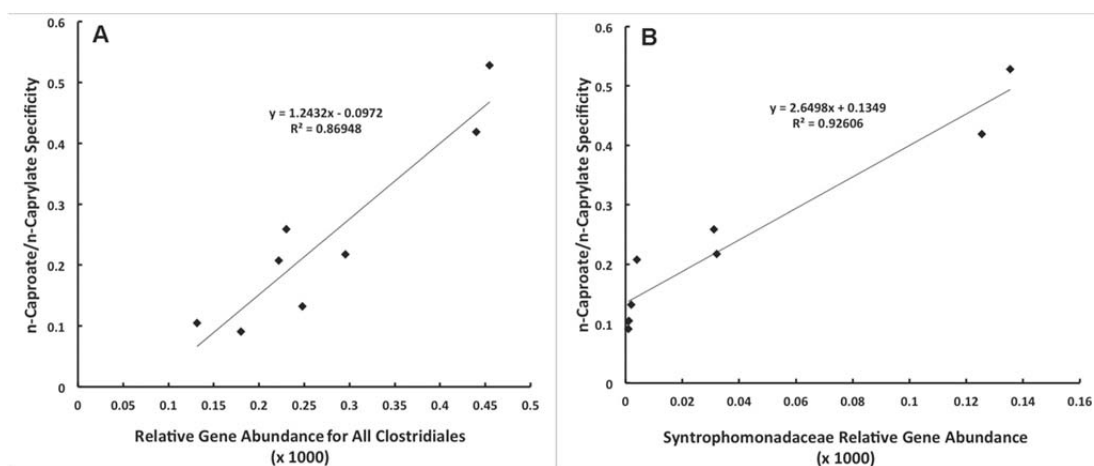 A
n-Caproate/n-Caprylate Specificity
0.6
0.5
0.4
0.3
0.2
0.1
0
y = 1.2432x - 0.0972
R² = 0.86948
0 0.05 0.1 0.15 0.2 0.25 0.3 0.35 0.4 0.45 0.5
Relative Gene Abundance for All Clostridiales
(x 1000)
B
n-Caproate/n-Caprylate Specificity
0.6
0.5
0.4
0.3
0.2
0.1
0
y = 2.6498x + 0.1349
R² = 0.92606
0 0.02 0.04 0.06 0.08 0.1 0.12 0.14 0.16
Syntrophomonadaceae Relative Gene Abundance
(x 1000)